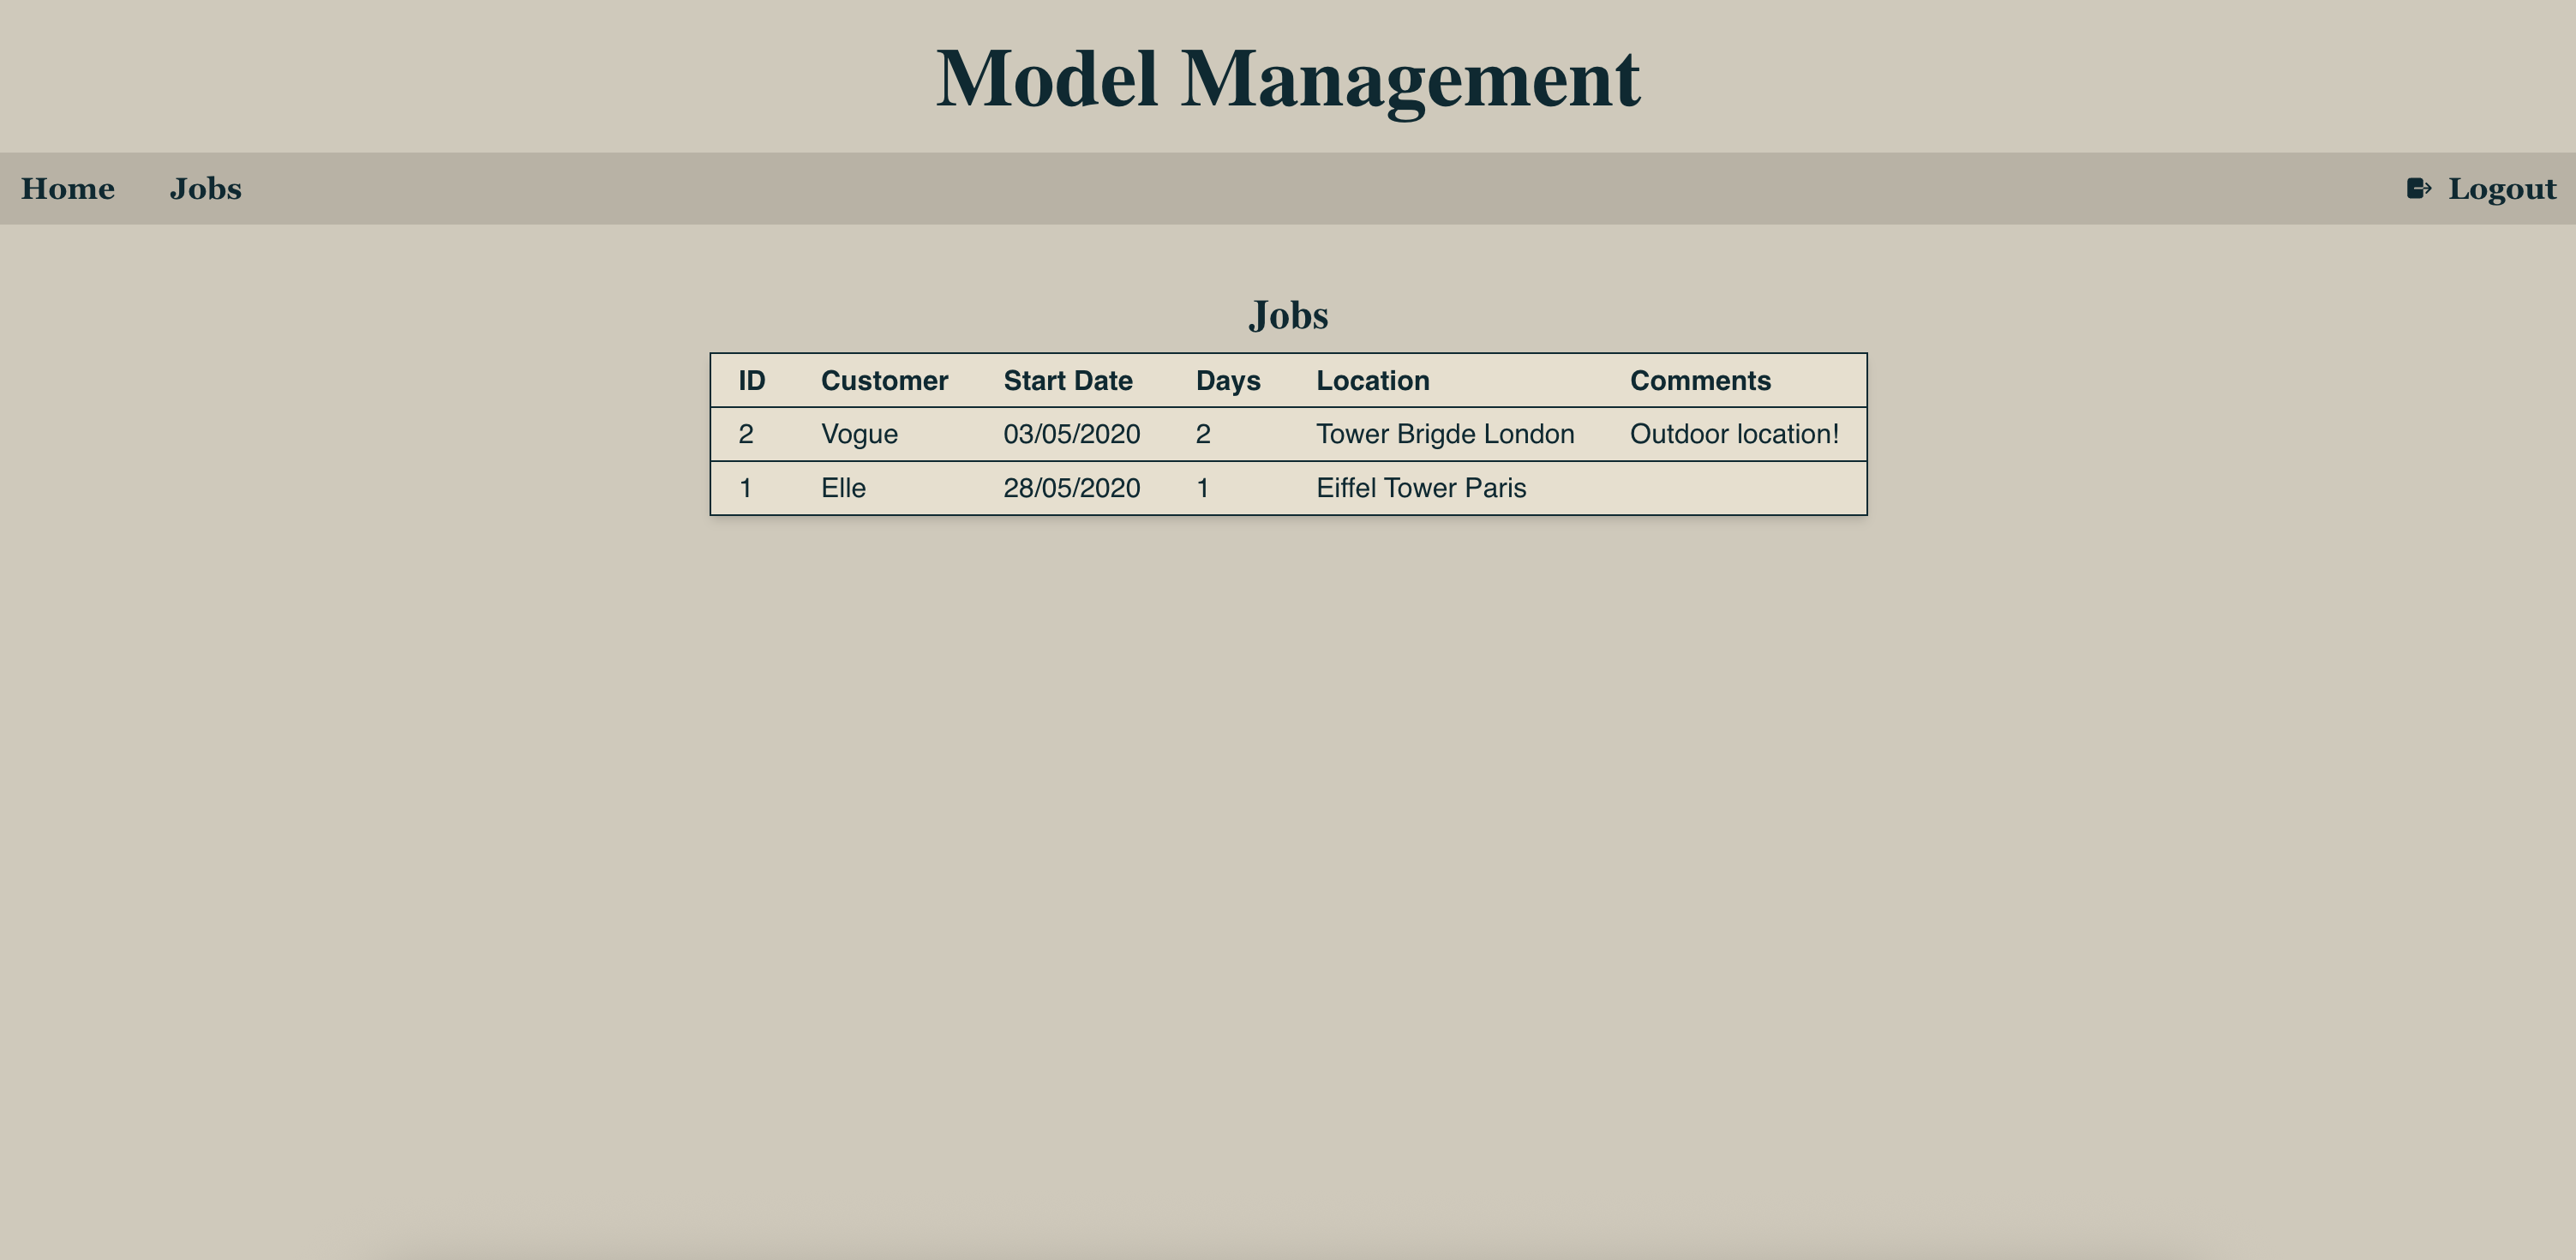 Model Management
Home Jobs Logout
Jobs
ID Customer Start Date Days Location Comments
2 Vogue 03/05/2020 2 Tower Brigde London Outdoor location!
1 Elle 28/05/2020 1 Eiffel Tower Paris